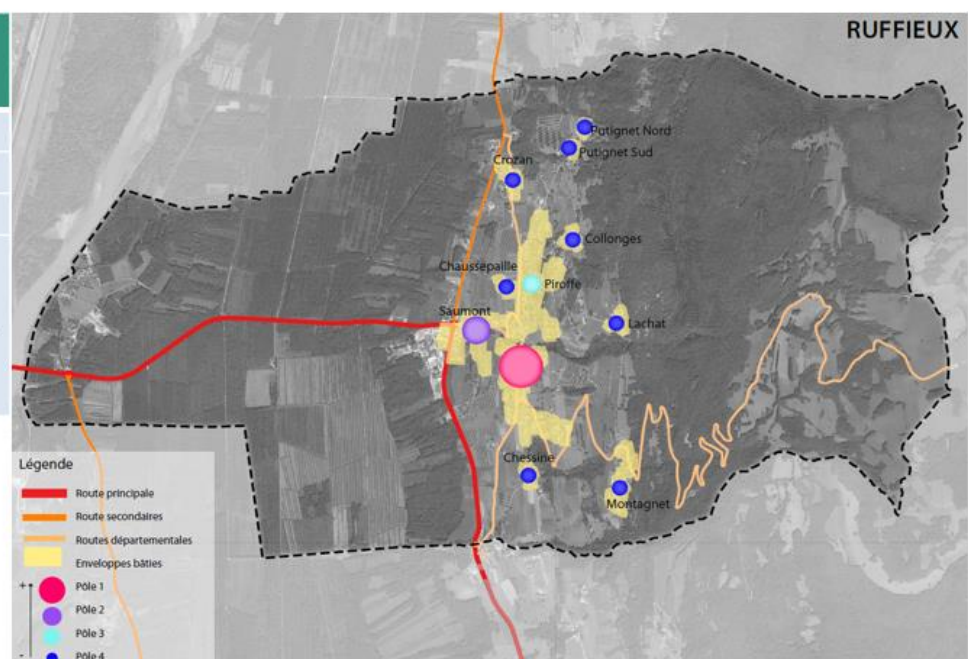 RUFFIEUX
Putignet Nord
Putignet Sud
Crozan
Collonges
Chaussepaille
Piroffe
Saumont
Lachat
Chessine
Montagnet
Légende
Route principale
Route secondaires
Routes départementales
Enveloppes bâties
+
Pôle 1
Pôle 2
Pôle 3
-
Pôle 4